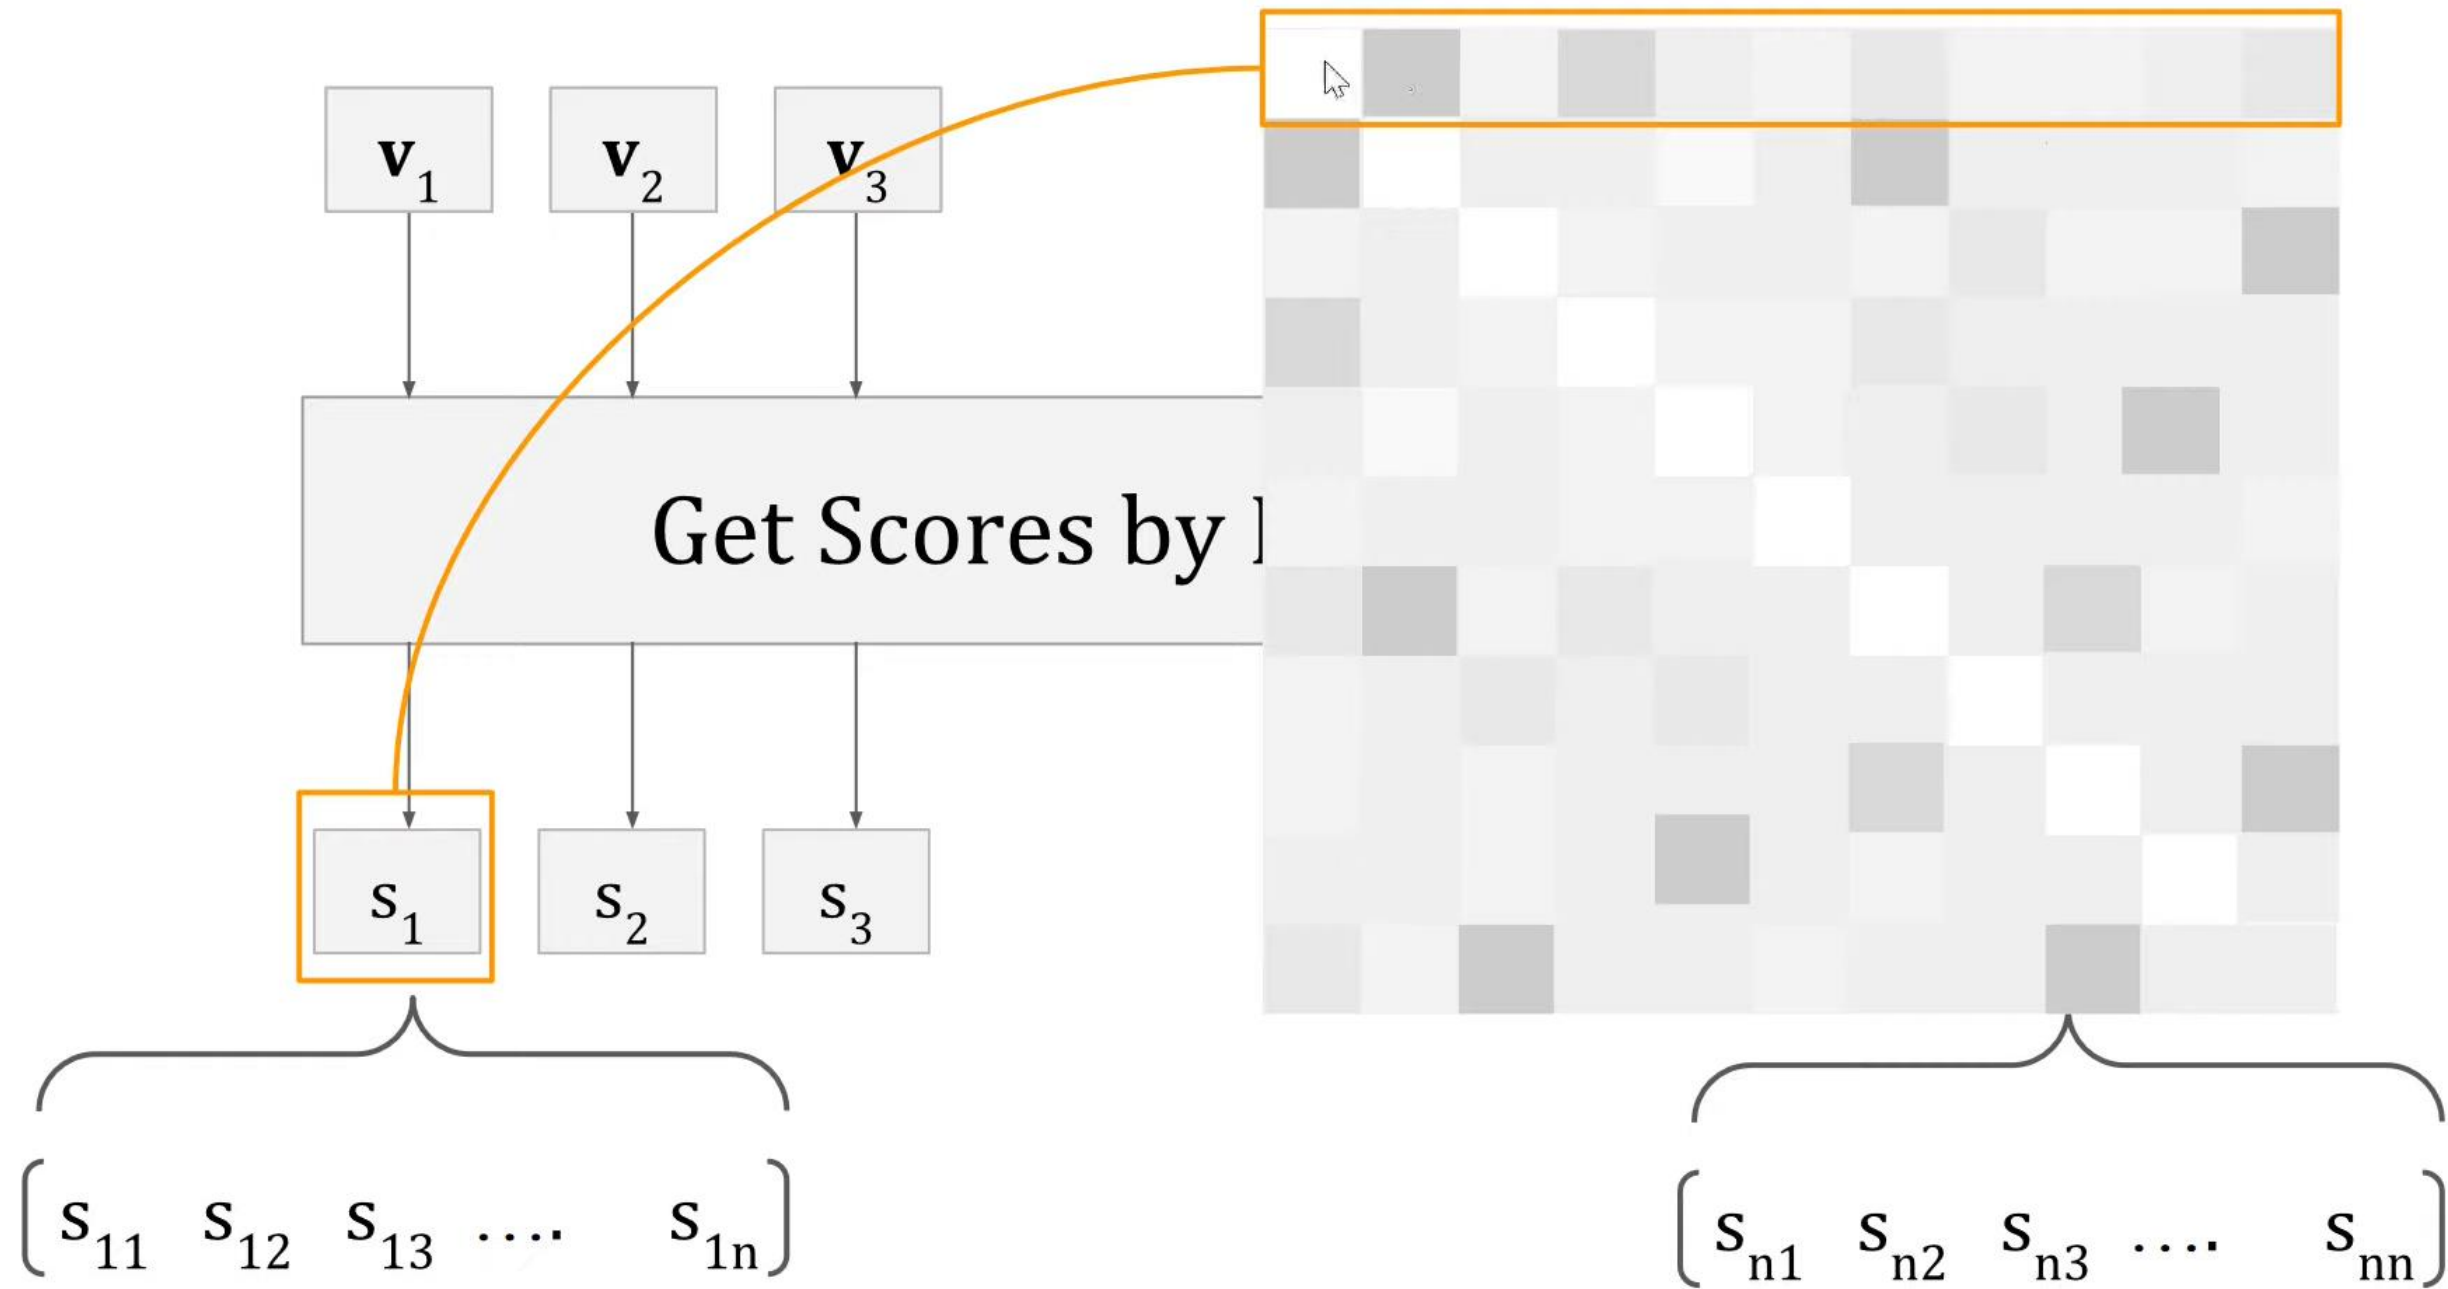 v1 v2 v3
Get Scores by
s1 s2 s3
s11 s12 s13 .... s1n
sn1 sn2 sn3 .... snn